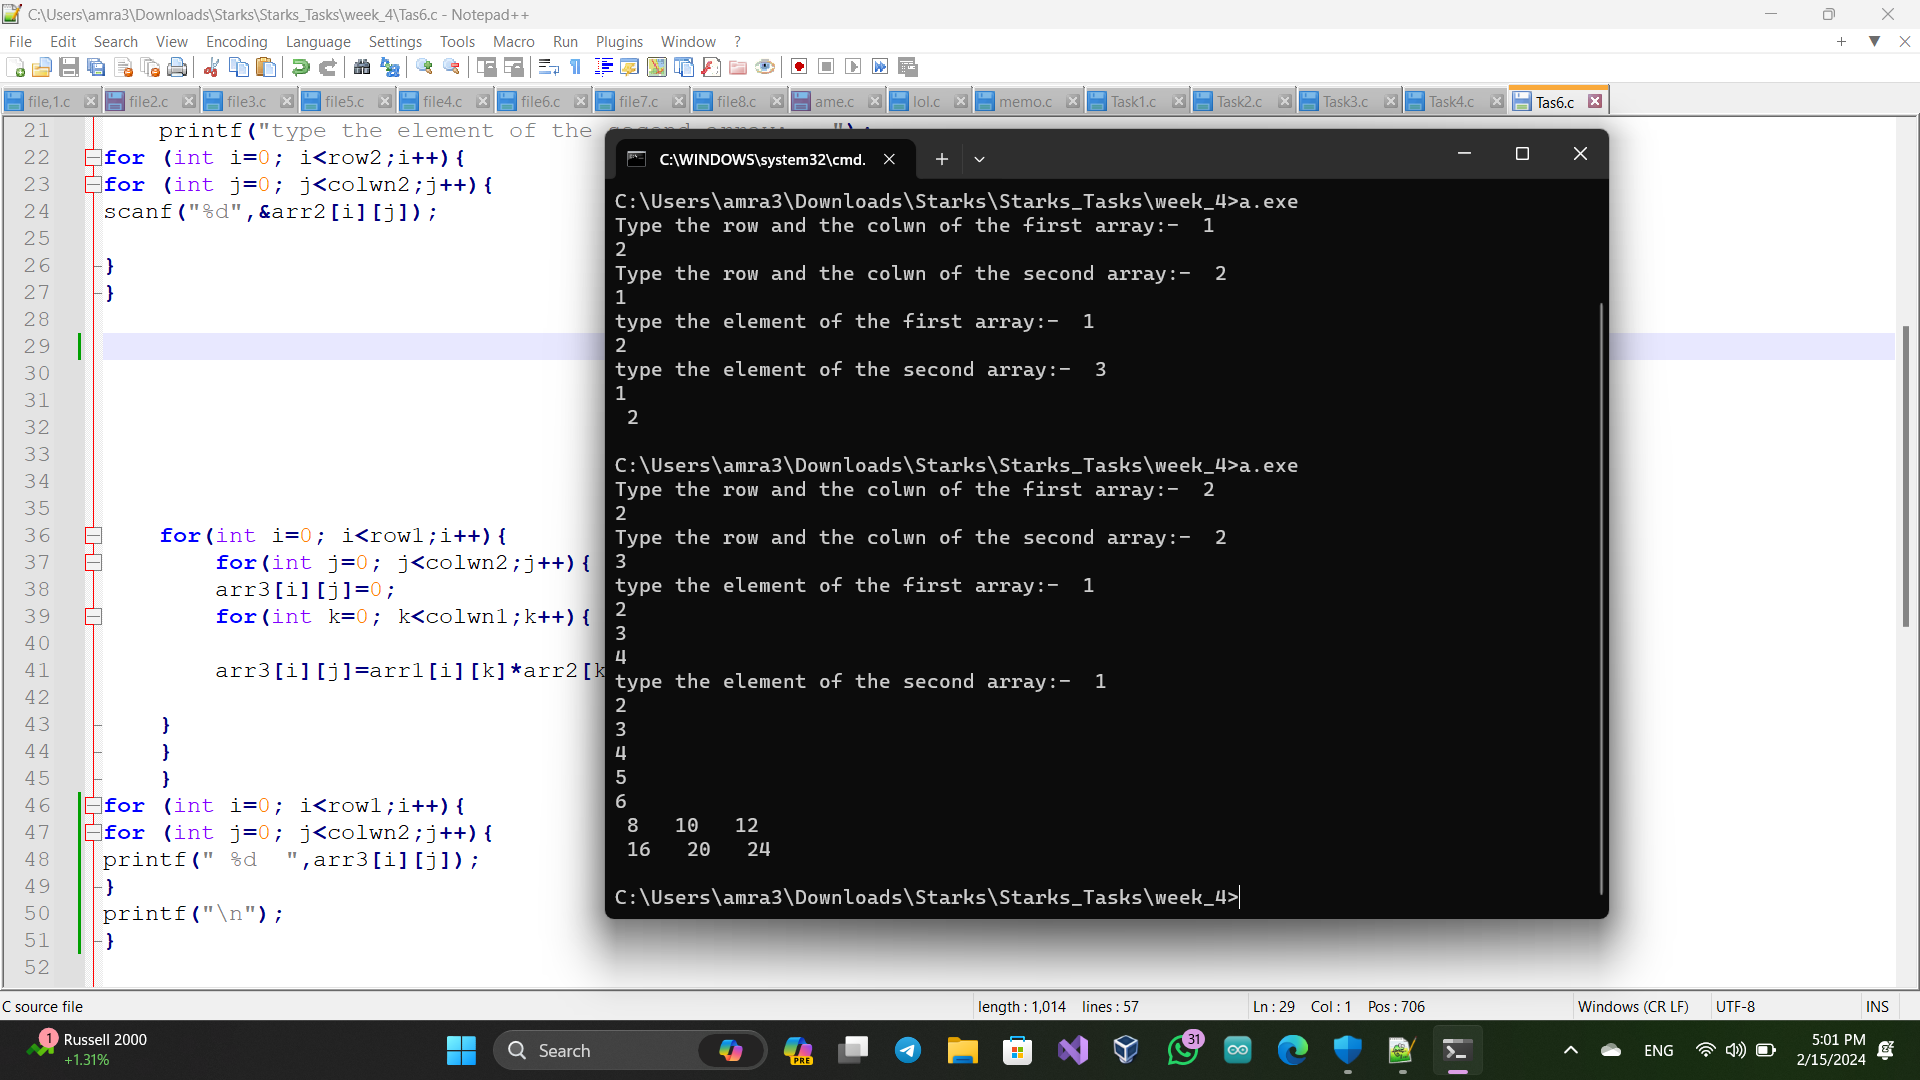 C:\Users\amra3\Downloads\Starks\Starks_Tasks\week_4\Tas6.c - Notepad++
File Edit Search View Encoding Language Settings Tools Macro Run Plugins Window ?
file,1.c file2.c file3.c file5.c file4.c file6.c file7.c file8.c ame.c lol.c memo.c Task1.c Task2.c Task3.c Task4.c Tas6.c
21 printf("type the element of the second array:- ");
22 for (int i=0; i<row2;i++){
23 for (int j=0; j<colwn2;j++){
24 scanf("%d",&arr2[i][j]);
25
26 }
27 }
28
29
30
31
32
33
34
35
36 for(int i=0; i<row1;i++){
37 for(int j=0; j<colwn2;j++){
38 arr3[i][j]=0;
39 for(int k=0; k<colwn1;k++){
40
41 arr3[i][j]=arr1[i][k]*arr2[k
42
43 }
44 }
45 }
46 for (int i=0; i<row1;i++){
47 for (int j=0; j<colwn2;j++){
48 printf(" %d  ",arr3[i][j]);
49 }
50 printf("\n");
51 }
52
C:\WINDOWS\system32\cmd.
C:\Users\amra3\Downloads\Starks\Starks_Tasks\week_4>a.exe
Type the row and the colwn of the first array:-  1
2
Type the row and the colwn of the second array:-  2
1
type the element of the first array:-  1
2
type the element of the second array:-  3
1
2
C:\Users\amra3\Downloads\Starks\Starks_Tasks\week_4>a.exe
Type the row and the colwn of the first array:-  2
2
Type the row and the colwn of the second array:-  2
3
type the element of the first array:-  1
2
3
4
type the element of the second array:-  1
2
3
4
5
6
8 10 12
16 20 24
C:\Users\amra3\Downloads\Starks\Starks_Tasks\week_4>
C source file length : 1,014 lines : 57 Ln : 29 Col : 1 Pos : 706 Windows (CR LF) UTF-8 INS
1 Russell 2000
+1.31%
Search
PRE
31
ENG
5:01 PM
2/15/2024